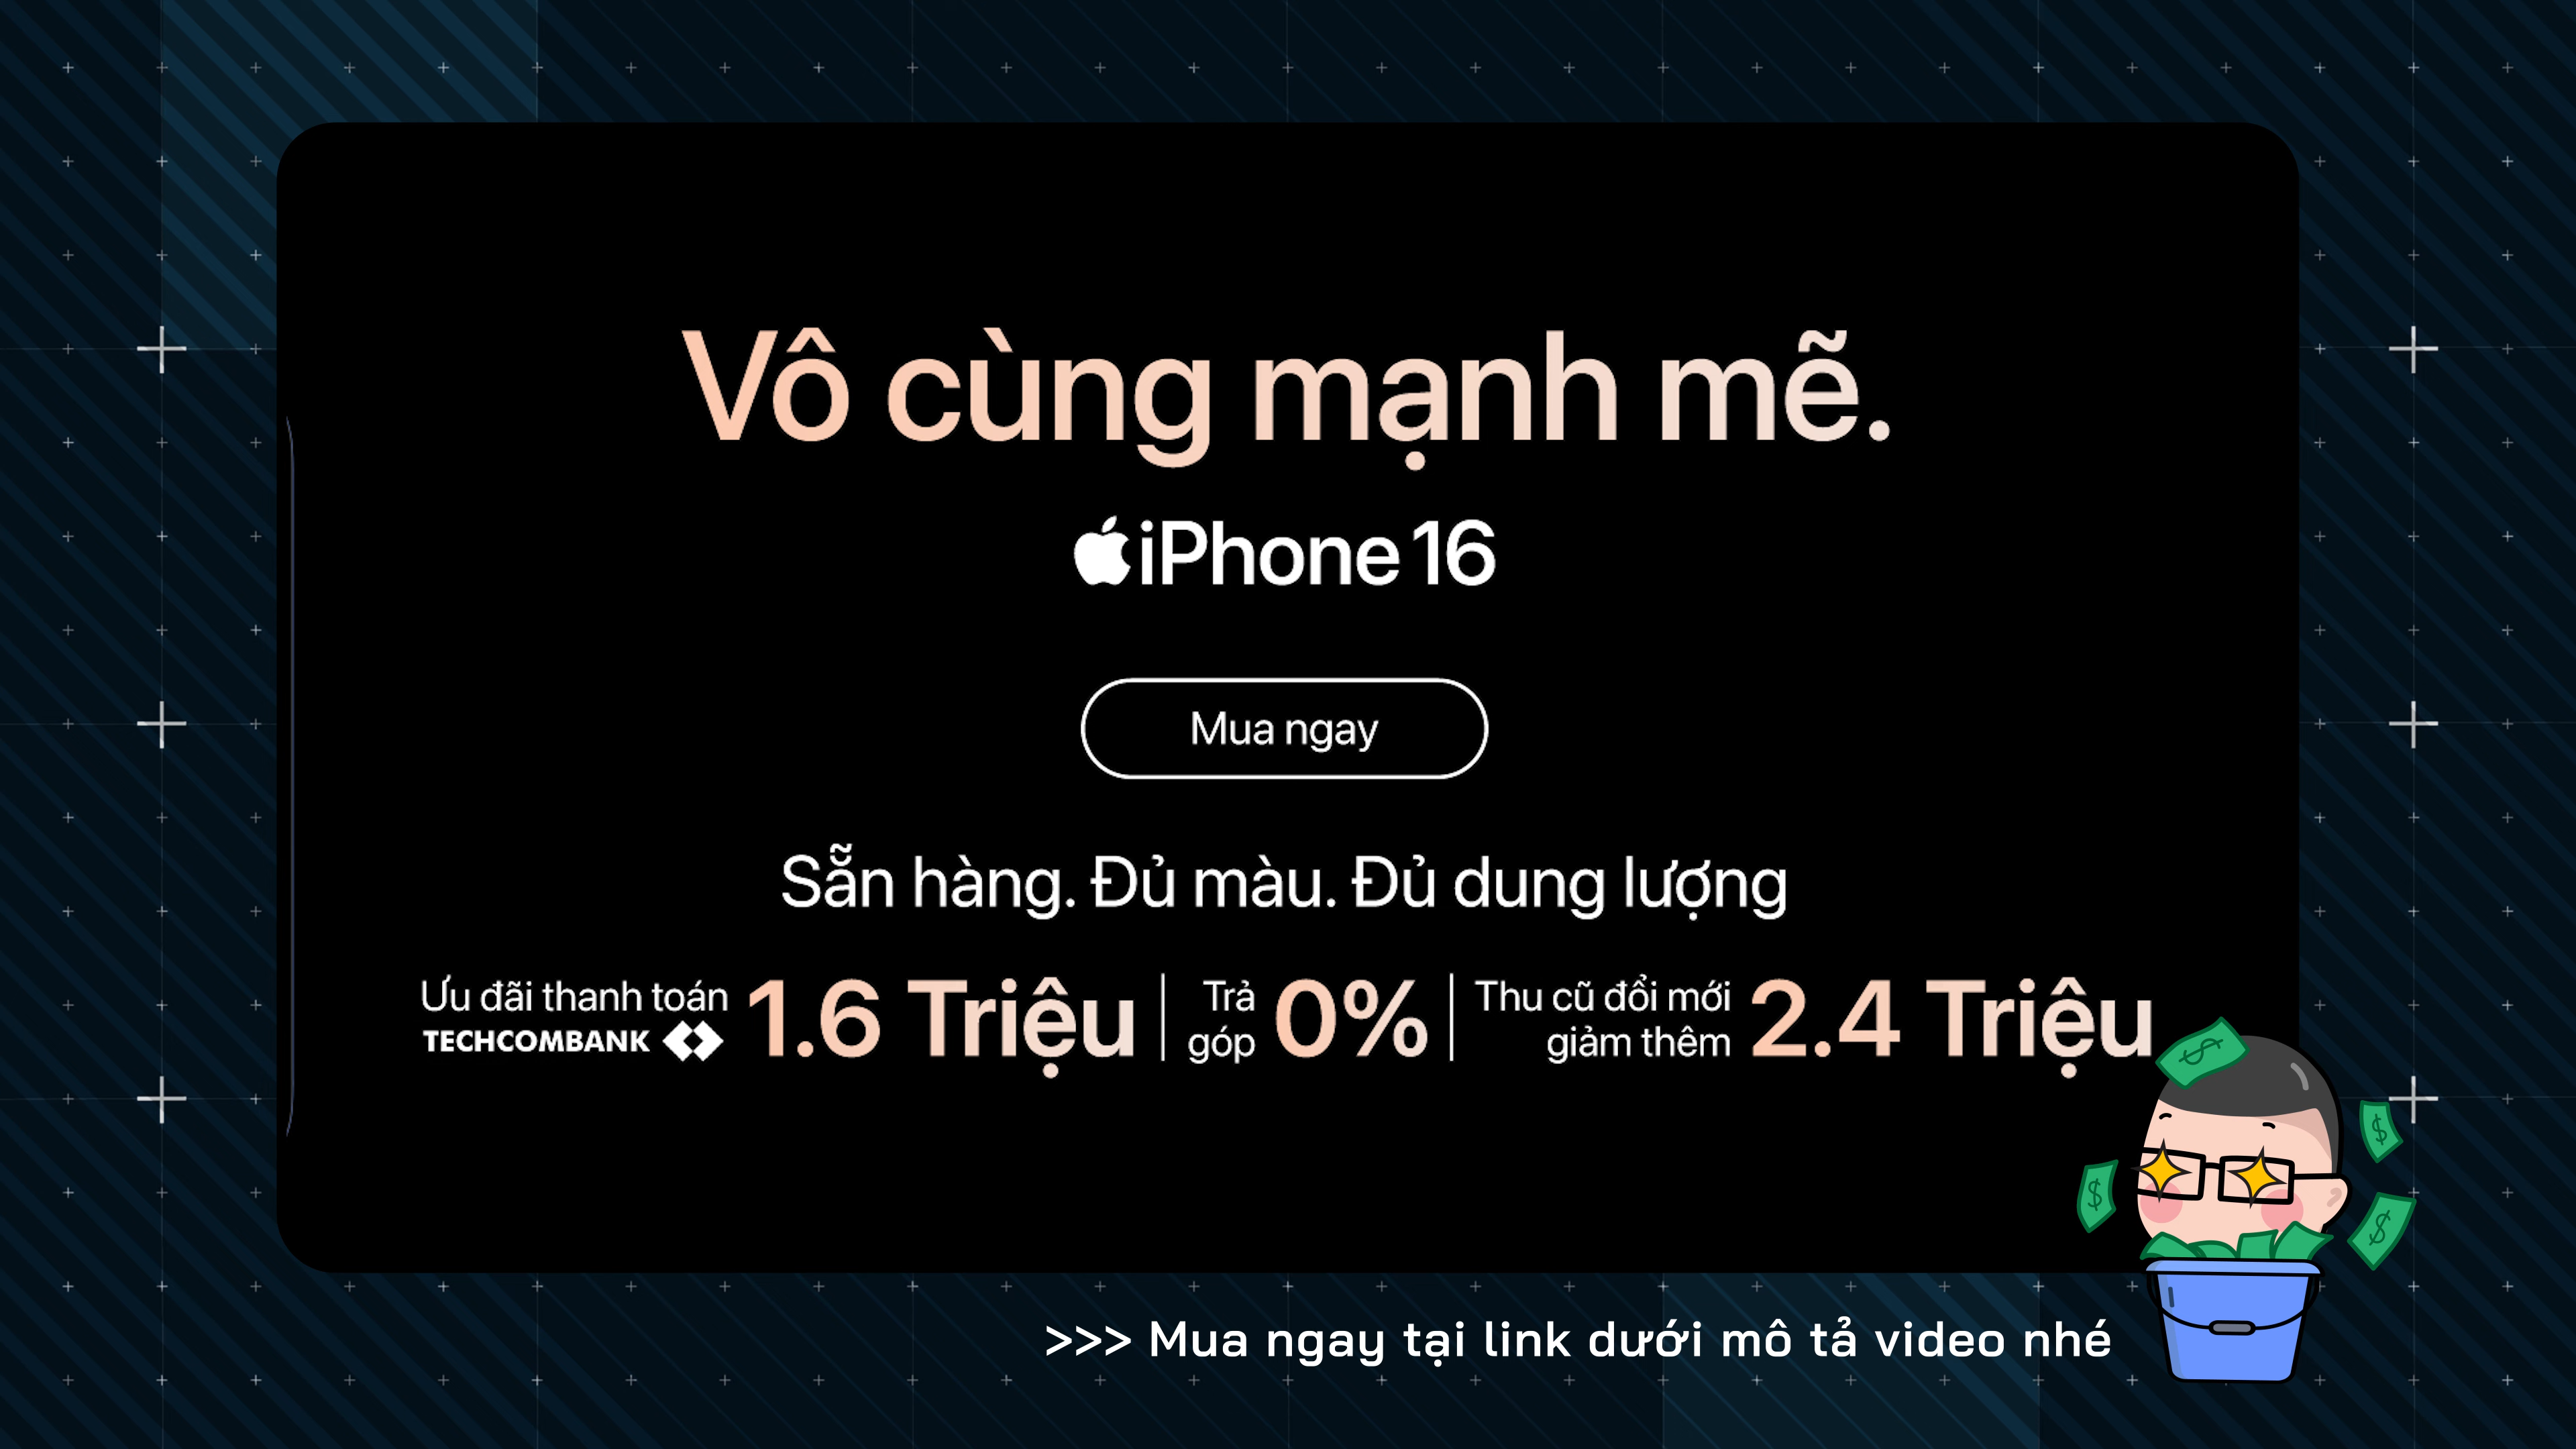 Vô cùng mạnh mẽ.
iPhone 16
Mua ngay
Sẵn hàng. Đủ màu. Đủ dung lượng
Ưu đãi thanh toán
TECHCOMBANK
1.6 Triệu
Trả
góp
0%
Thu cũ đổi mới
giảm thêm
2.4 Triệu
>>> Mua ngay tại link dưới mô tả video nhé